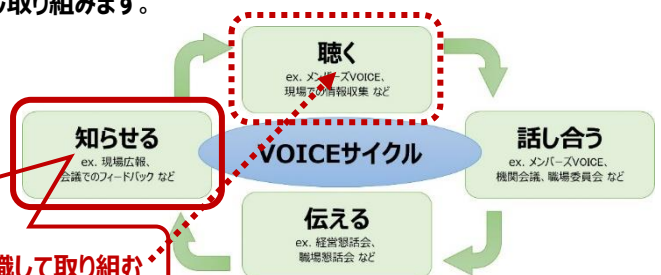 り組みます。
聴く
ex. メンバーズVOICE、
現場での情報収集 など
知らせる
ex. 現場広報、
会議でのフィードバック など
VOICEサイクル
話し合う
ex. メンバーズVOICE、
機関会議、職場委員会 など
伝える
ex. 経営懇話会、
職場懇話会 など
して取り組む